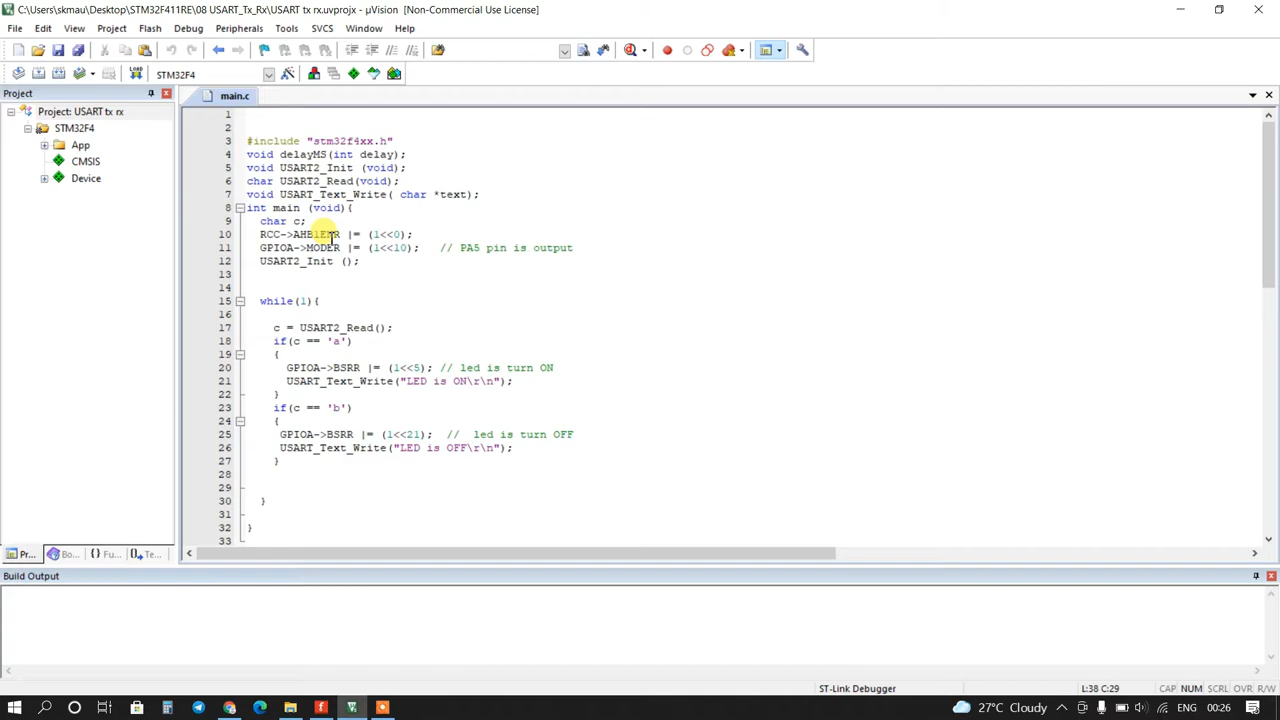 C:\Users\skmau\Desktop\STM32F411RE\08 USART_Tx_Rx\USART tx rx.uvprojx - µVision [Non-Commercial Use License]
File Edit View Project Flash Debug Peripherals Tools SVCS Window Help
STM32F4
Project
main.c
Project: USART tx rx
STM32F4
App
CMSIS
Device
1
2
3 #include "stm32f4xx.h"
4 void delayMS(int delay);
5 void USART2_Init (void);
6 char USART2_Read(void);
7 void USART_Text_Write( char *text);
8 int main (void){
9 char c;
10 RCC->AHB1ENR |= (1<<0);
11 GPIOA->MODER |= (1<<10); // PA5 pin is output
12 USART2_Init ();
13
14
15 while(1){
16
17 c = USART2_Read();
18 if(c == 'a')
19 {
20 GPIOA->BSRR |= (1<<5); // led is turn ON
21 USART_Text_Write("LED is ON\r\n");
22 }
23 if(c == 'b')
24 {
25 GPIOA->BSRR |= (1<<21); // led is turn OFF
26 USART_Text_Write("LED is OFF\r\n");
27 }
28
29
30 }
31
32 }
33
Pr... Bo... {} Fu... Te...
Build Output
ST-Link Debugger L:38 C:29 CAP NUM SCRL OVR R/W
27°C Cloudy ENG 00:26